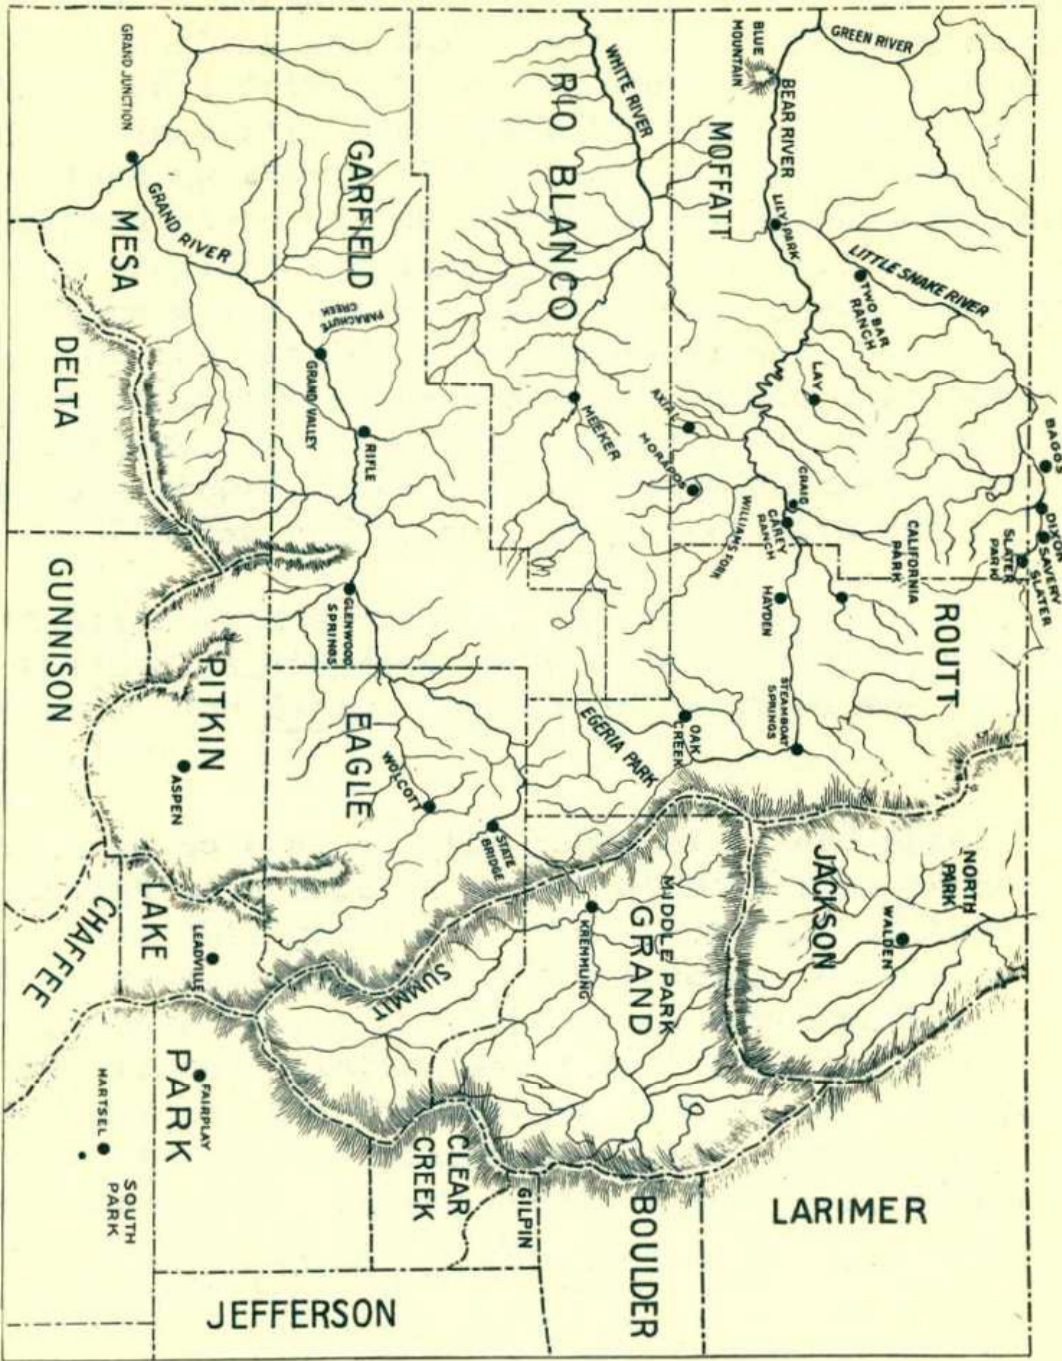 GREEN RIVER
BLUE
MOUNTAIN
BEAR RIVER
MOFFATT
LILY PARK
LITTLE SNAKE RIVER
TWO BAR
RANCH
LAY
BAGGS
DIXON
SAVERY
SLATER
SLATER
PARK
CALIFORNIA
PARK
ROUTT
CRAIG
CAREY
RANCH
HAYDEN
STEAMBOAT
SPRINGS
AXIAL
MORAPOS
WILLIAMS FORK
OAK
CREEK
EGERIA PARK
NORTH
PARK
WALDEN
JACKSON
LARIMER
WHITE RIVER
RIO BLANCO
MEEKER
MIDDLE PARK
GRAND
KREMMLING
BOULDER
GARFIELD
PARACHUTE
CREEK
GRAND VALLEY
RIFLE
GLENWOOD
SPRINGS
EAGLE
WOLCOTT
STATE
BRIDGE
SUMMIT
CLEAR
CREEK
GILPIN
JEFFERSON
GRAND JUNCTION
GRAND RIVER
MESA
DELTA
GUNNISON
PITKIN
ASPEN
LAKE
LEADVILLE
CHAFFEE
PARK
FAIRPLAY
HARTSEL
SOUTH
PARK